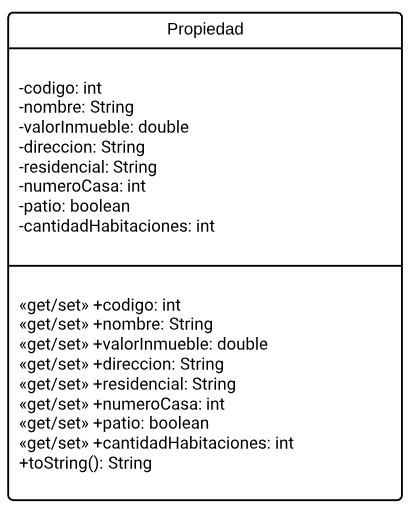 Propiedad
-codigo: int
-nombre: String
-valorInmueble: double
-direccion: String
-residencial: String
-numeroCasa: int
-patio: boolean
-cantidadHabitaciones: int
«get/set» +codigo: int
«get/set» +nombre: String
«get/set» +valorInmueble: double
«get/set» +direccion: String
«get/set» +residencial: String
«get/set» +numeroCasa: int
«get/set» +patio: boolean
«get/set» +cantidadHabitaciones: int
+toString(): String